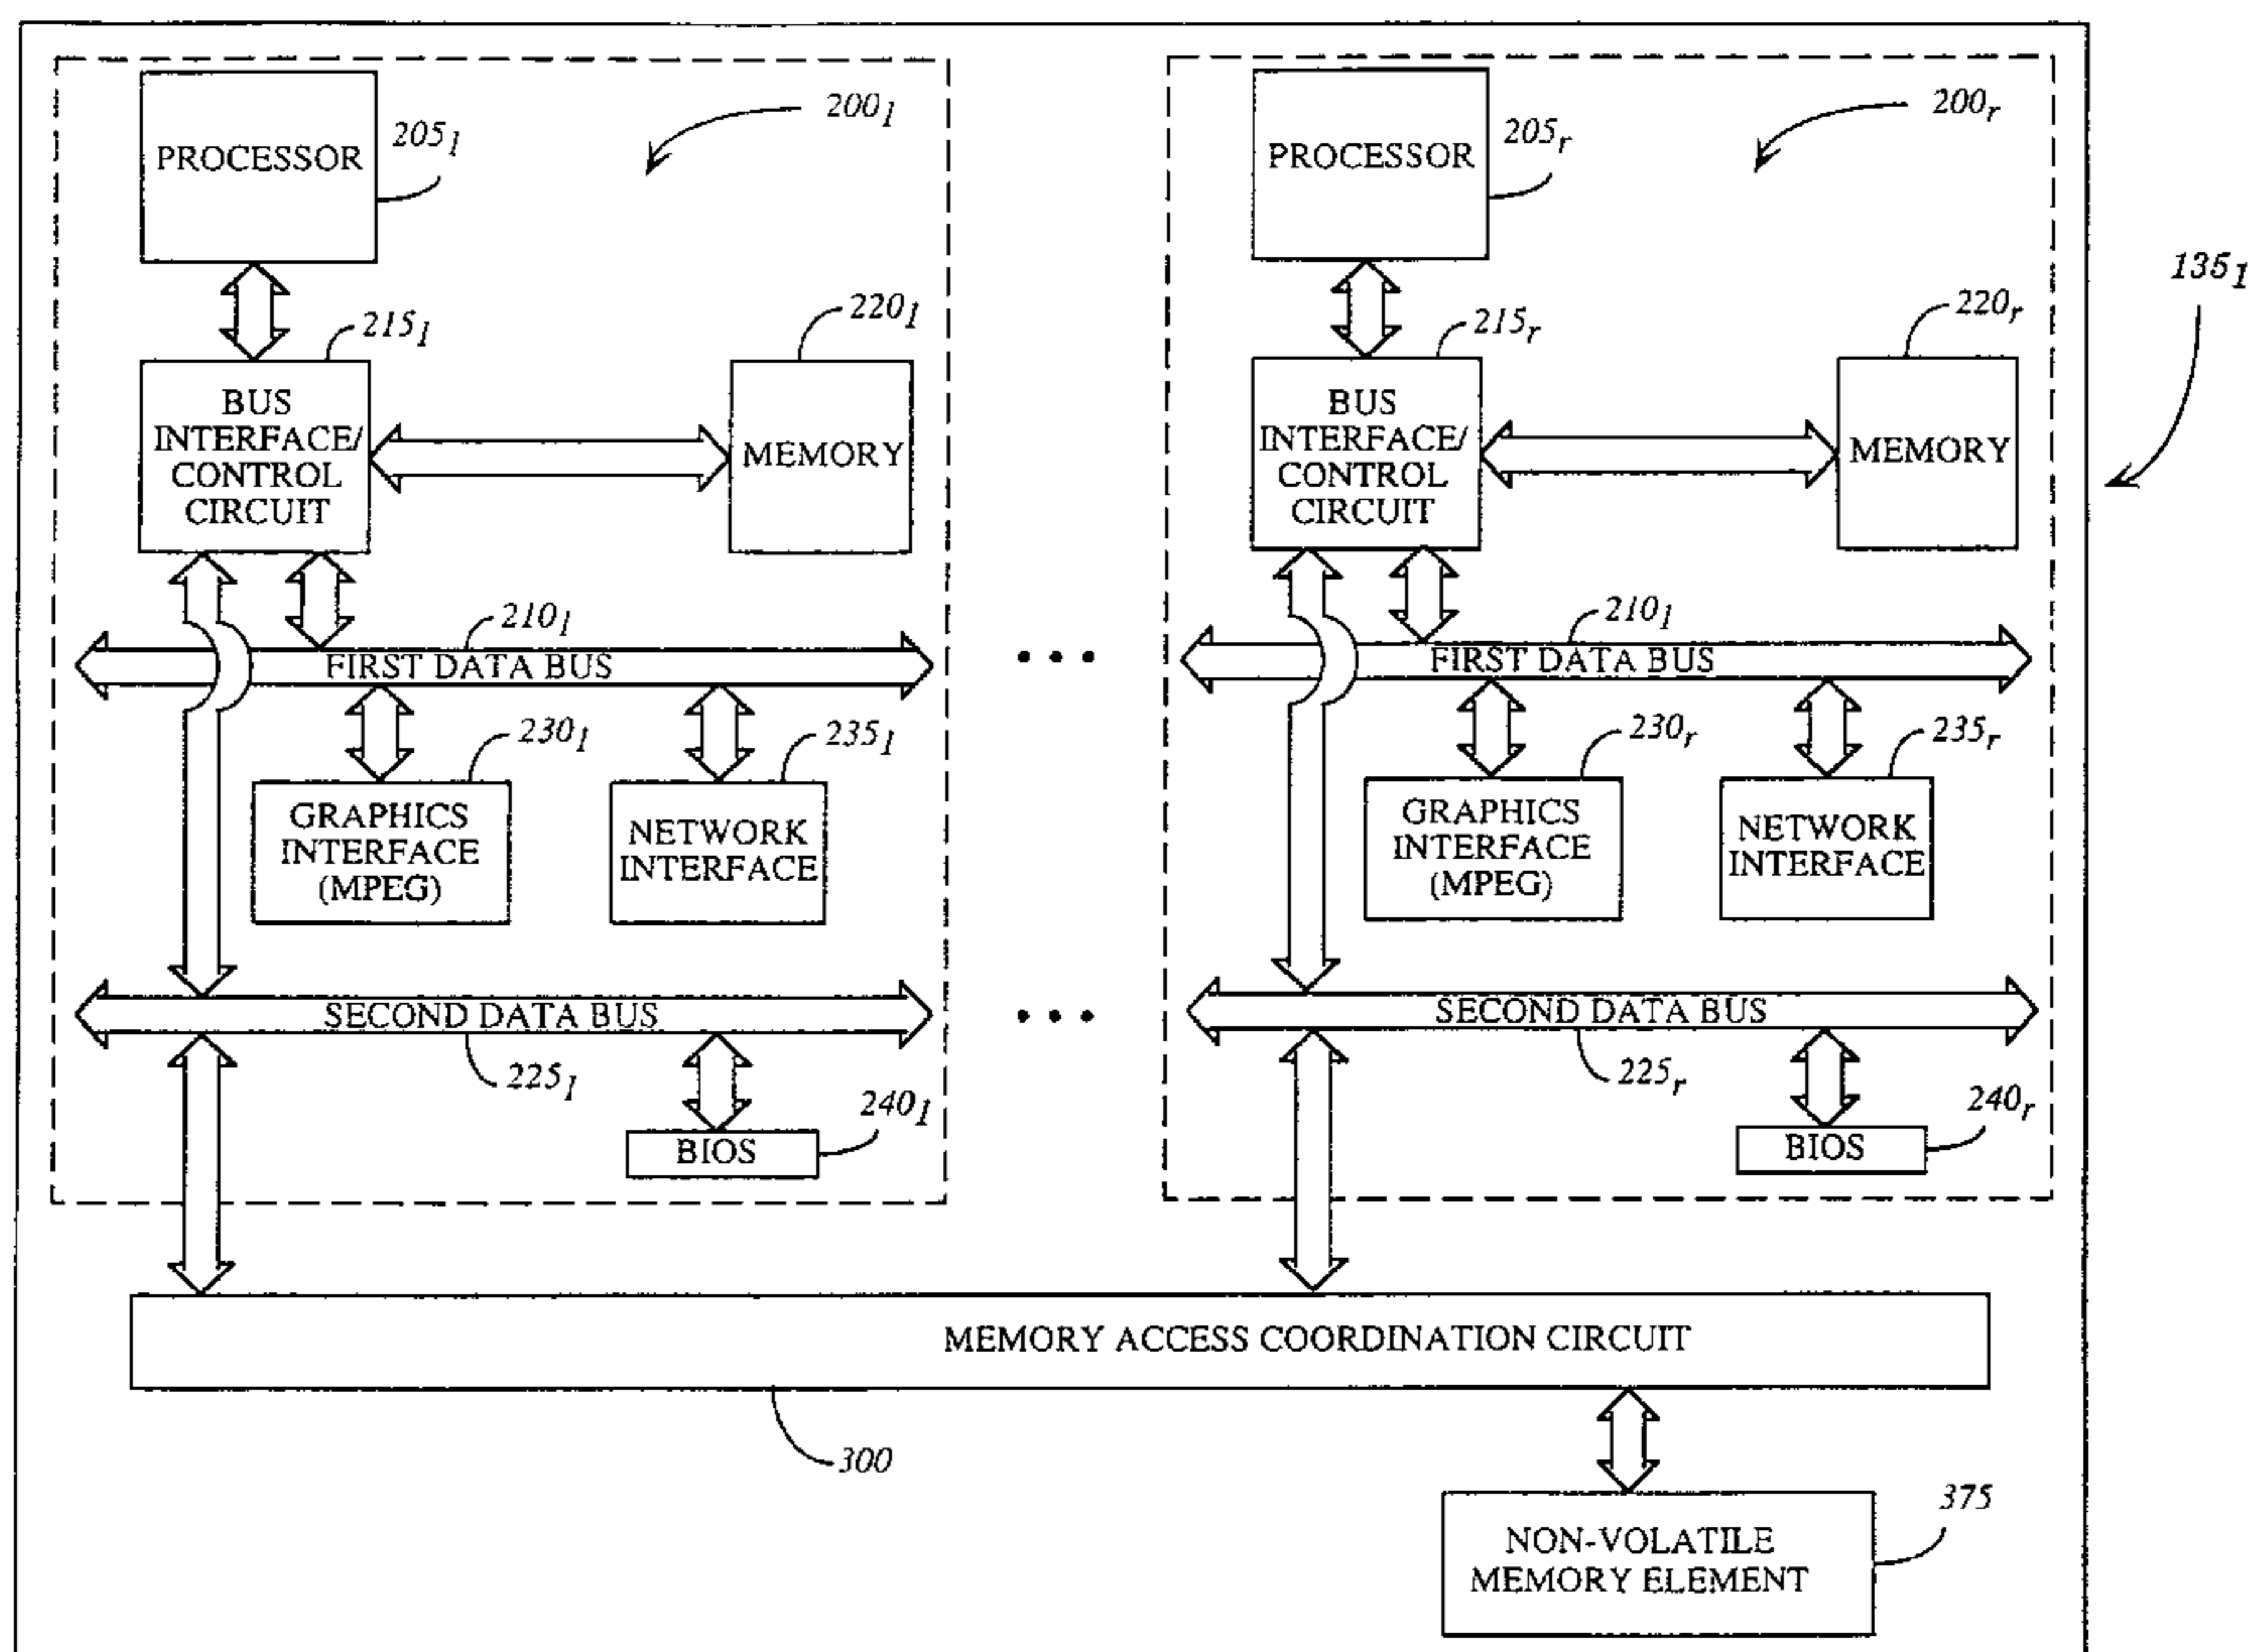 PROCESSOR
205₁
200₁
215₁
220₁
BUS
INTERFACE/
CONTROL
CIRCUIT
MEMORY
210₁
FIRST DATA BUS
230₁
235₁
GRAPHICS
INTERFACE
(MPEG)
NETWORK
INTERFACE
SECOND DATA BUS
225₁
240₁
BIOS
• • •
• • •
PROCESSOR
205ᵣ
200ᵣ
215ᵣ
220ᵣ
BUS
INTERFACE/
CONTROL
CIRCUIT
MEMORY
210₁
FIRST DATA BUS
230ᵣ
235ᵣ
GRAPHICS
INTERFACE
(MPEG)
NETWORK
INTERFACE
SECOND DATA BUS
225ᵣ
240ᵣ
BIOS
135₁
MEMORY ACCESS COORDINATION CIRCUIT
300
375
NON-VOLATILE
MEMORY ELEMENT